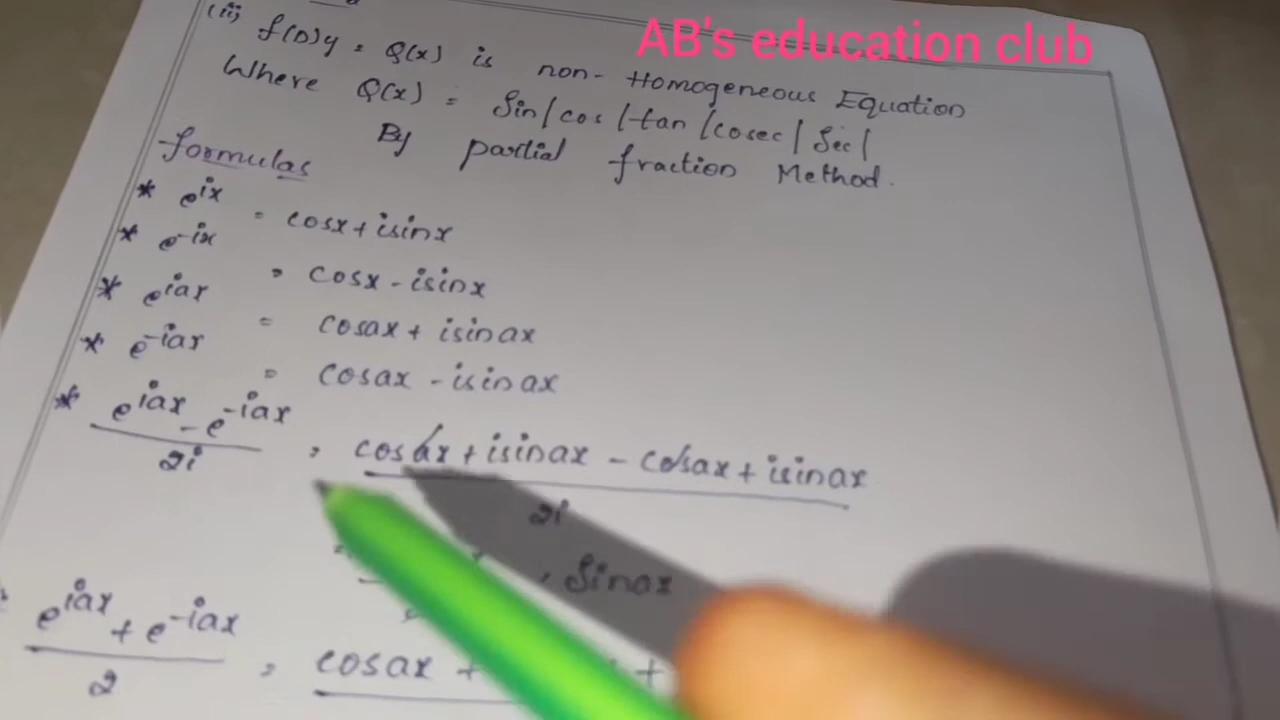 AB's education club
(ii) f(D)y = Q(x) is non-Homogeneous Equation
Where Q(x) = Sin/cos/tan/cosec/Sec/
By partial fraction Method.
formulas
* e^ix = cosx+isinx
* e^-ix = cosx-isinx
* e^iax = cosax+isinax
* e^-iax = cosax-isinax
* e^iax - e^-iax / 2i = cosax+isinax-cosax+isinax / 2i
= Sinax
e^iax + e^-iax / 2 = cosax + +